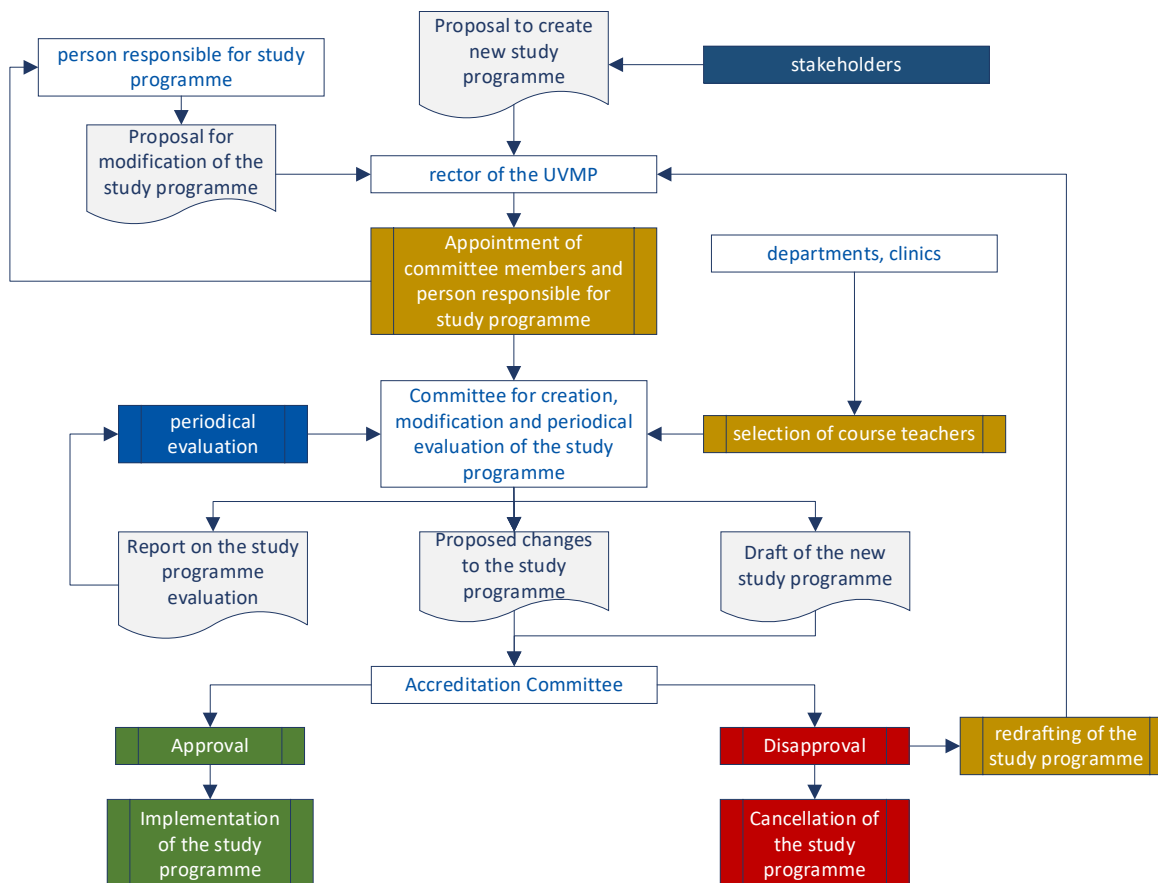 Proposal to create
new study
programme
person responsible for study
programme
stakeholders
Proposal for
modification of the
study programme
rector of the UVMP
Appointment of
committee members and
person responsible for
study programme
departments, clinics
periodical
evaluation
Committee for creation,
modification and periodical
evaluation of the study
programme
selection of course teachers
Report on the study
programme
evaluation
Proposed changes
to the study
programme
Draft of the new
study programme
Accreditation Committee
Approval
Disapproval
redrafting of the
study programme
Implementation
of the study
programme
Cancellation of
the study
programme